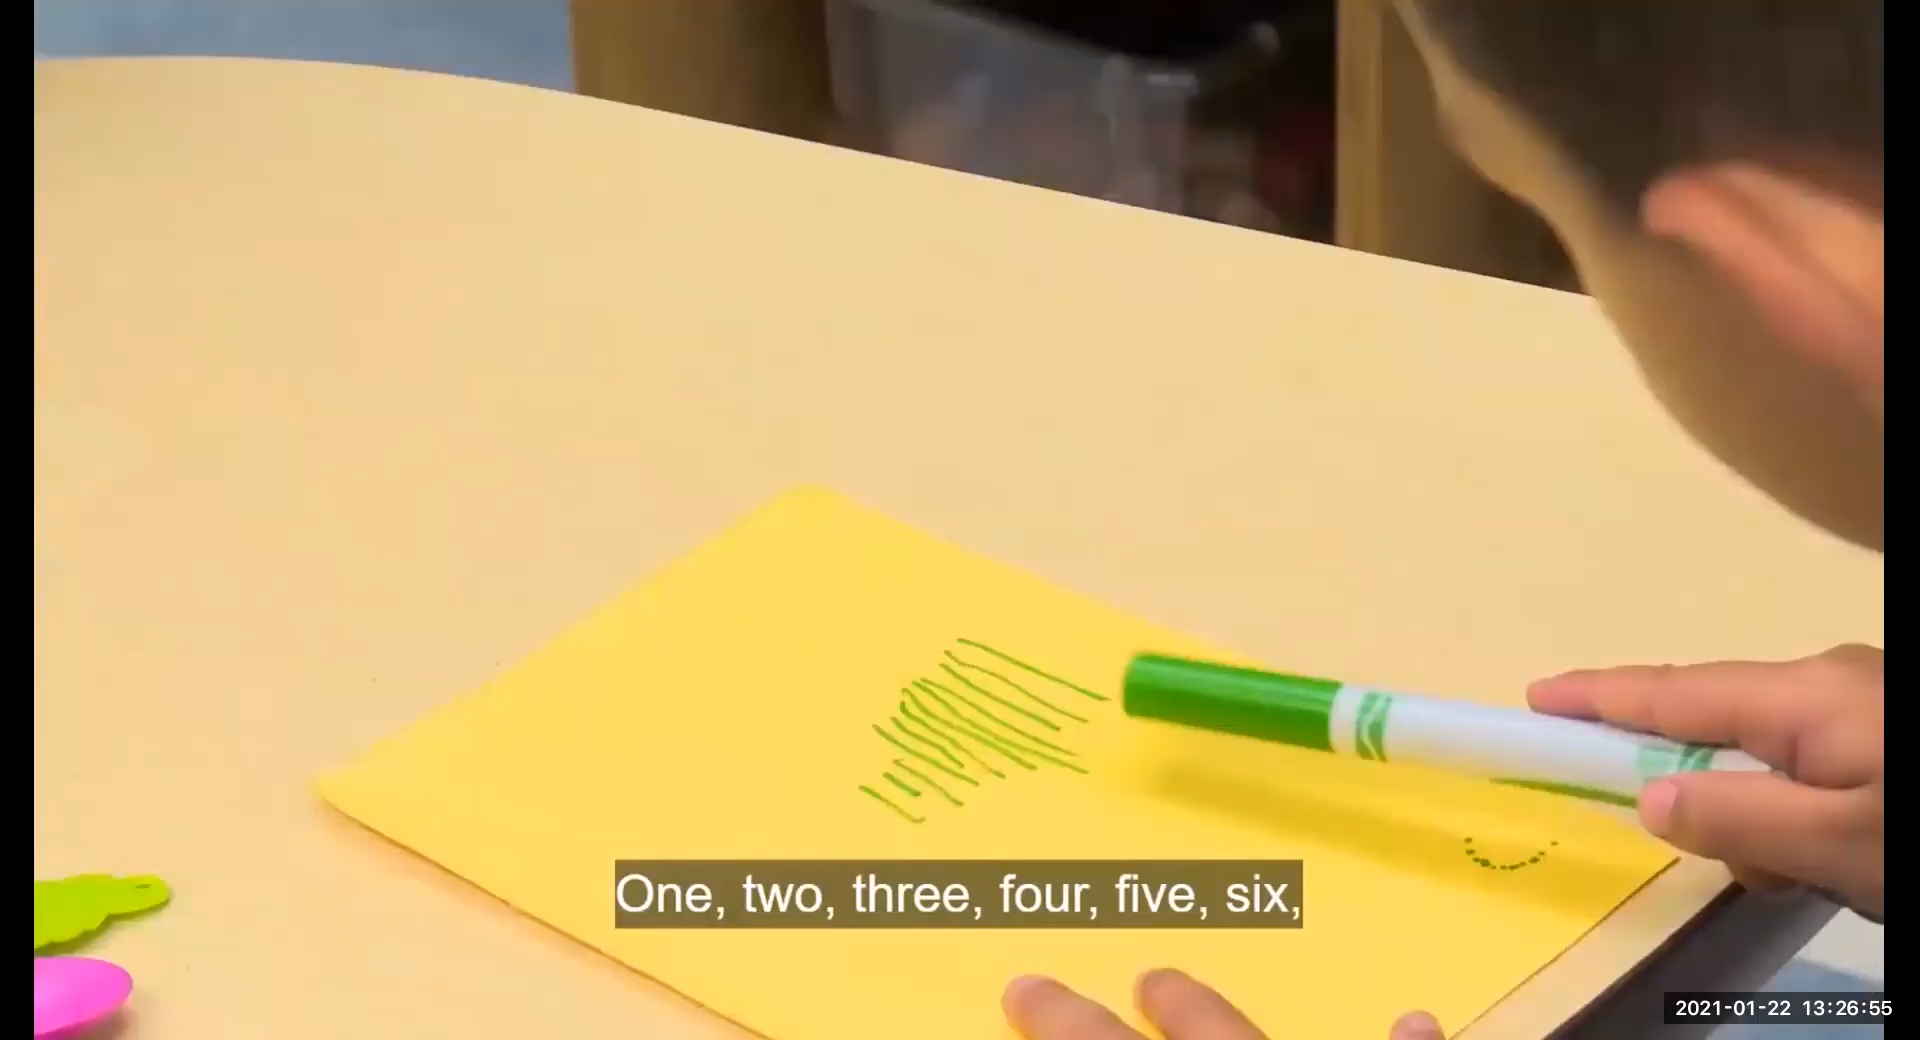 One, two, three, four, five, six,
2021-01-22 13:26:55